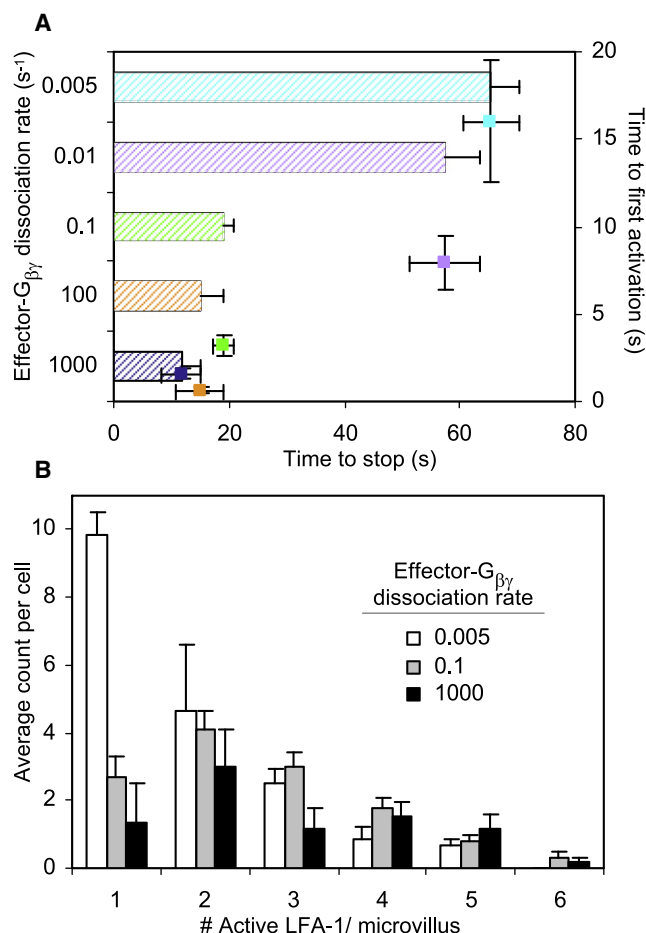 A
Effector-Gβγ dissociation rate (s⁻¹)
0.005
0.01
0.1
100
1000
20
15
10
5
0
Time to first activation (s)
0 20 40 60 80
Time to stop (s)
B
Average count per cell
10
8
6
4
2
0
Effector-Gβγ
dissociation rate
0.005
0.1
1000
1 2 3 4 5 6
# Active LFA-1/ microvillus